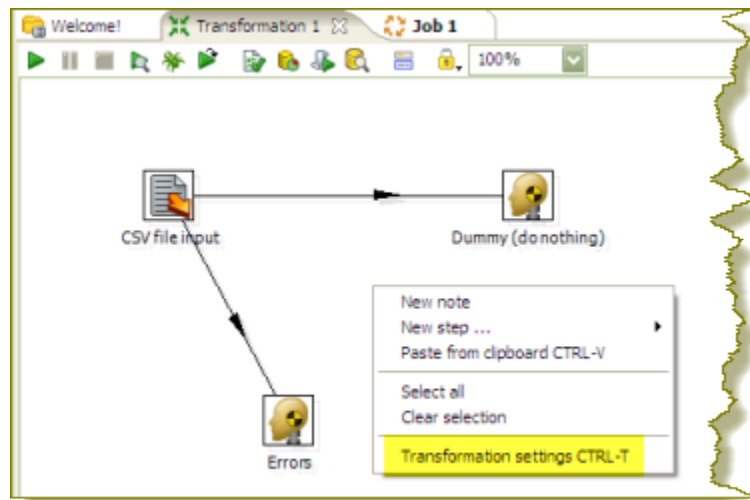 Welcome! Transformation 1 Job 1
100%
CSV file input
Dummy (do nothing)
New note
New step ...
Paste from clipboard CTRL-V
Select all
Clear selection
Transformation settings CTRL-T
Errors